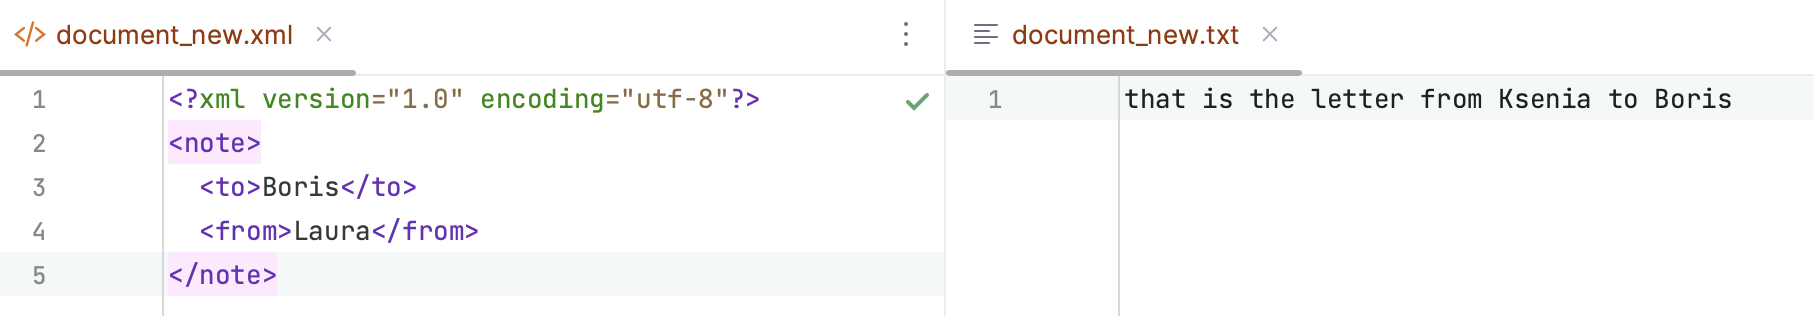 document_new.xml
1 <?xml version="1.0" encoding="utf-8"?>
2 <note>
3   <to>Boris</to>
4   <from>Laura</from>
5 </note>
document_new.txt
1 that is the letter from Ksenia to Boris